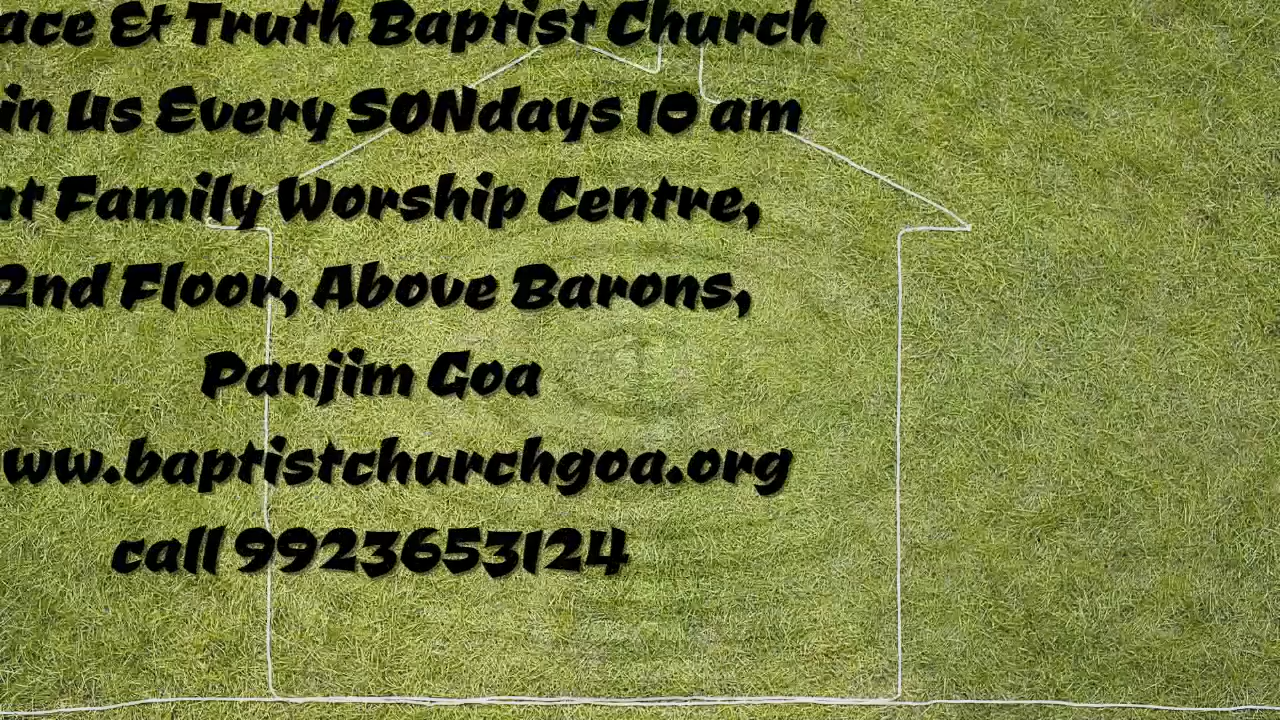 ace & Truth Baptist Church
in Us Every SONdays 10 am
at Family Worship Centre,
2nd Floor, Above Barons,
Panjim Goa
ww.baptistchurchgoa.org
call 9923653124